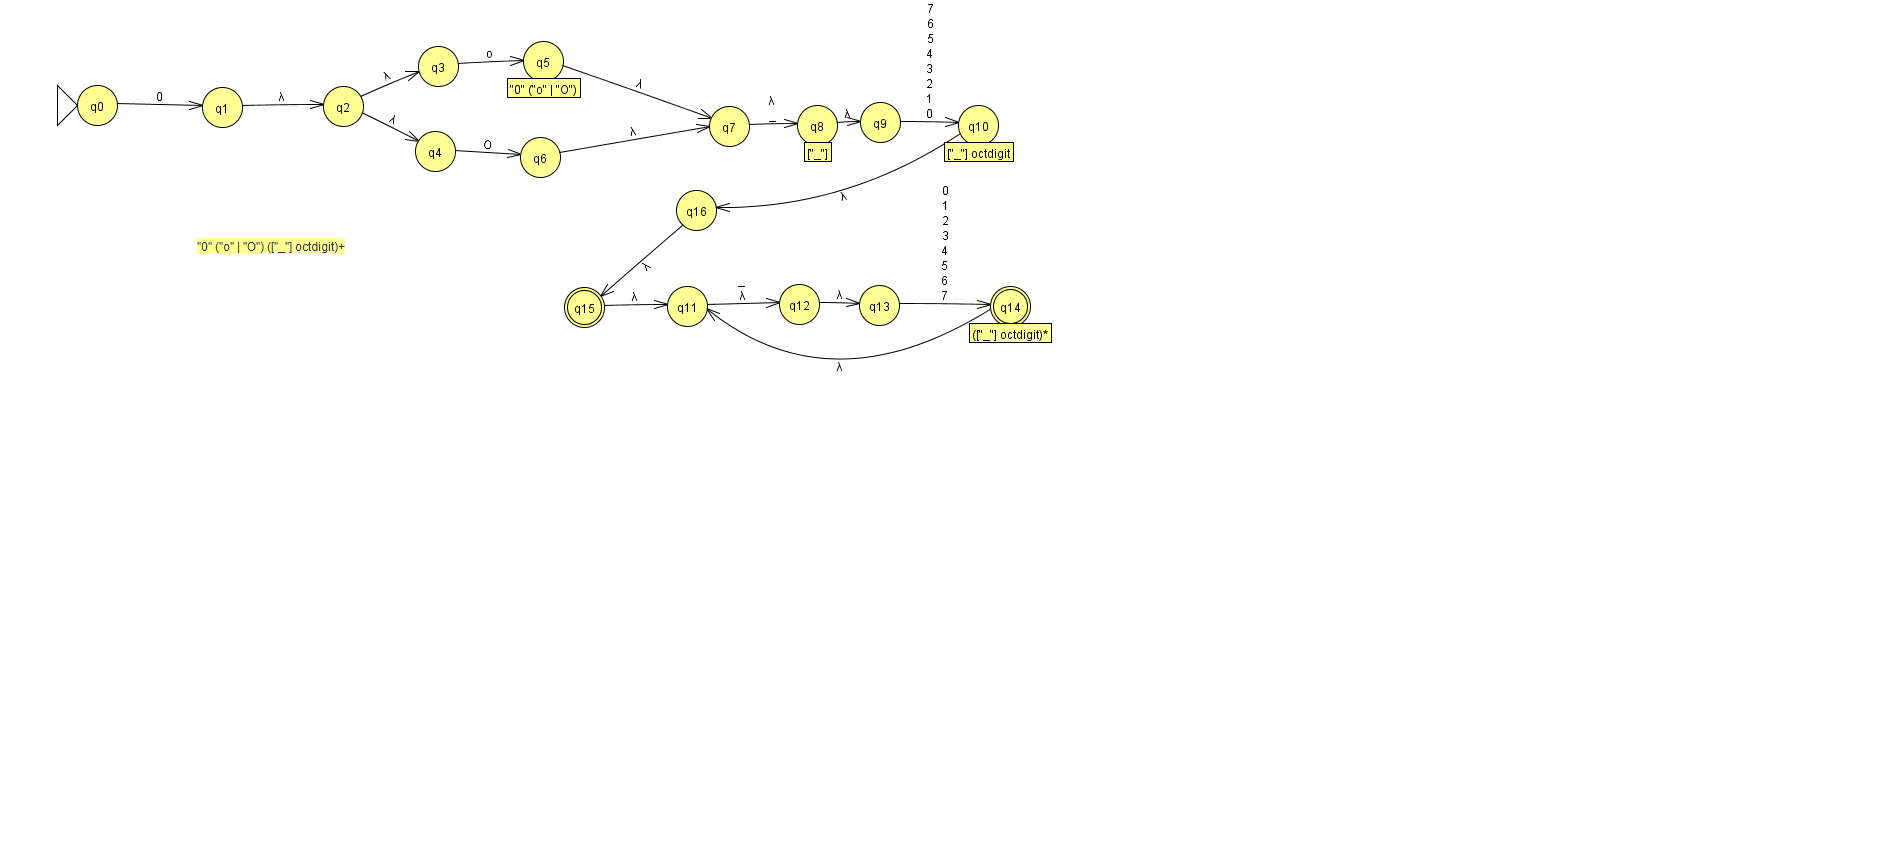 7
6
5
4
3
2
1
0
q0
0
q1
λ
q2
λ
q3
o
q5
"0" ("o" | "O")
λ
λ
q4
O
q6
λ
q7
λ
_
q8
["_"]
λ
q9
q10
["_"] octdigit
λ
q16
λ
"0" ("o" | "O") (["_"] octdigit)+
0
1
2
3
4
5
6
7
q15
λ
q11
_
λ
q12
λ
q13
q14
(["_"] octdigit)*
λ